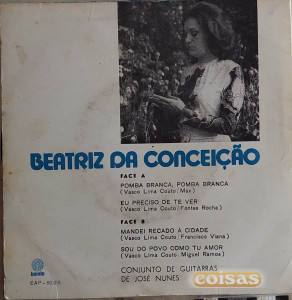 BEATRIZ DA CONCEIÇÃO
FACE A
POMBA BRANCA, POMBA BRANCA
(Vasco Lima Couto / Max)
EU PRECISO DE TE VER
(Vasco Lima Couto / Fontes Rocha)
FACE B
MANDEI RECADO À CIDADE
(Vasco Lima Couto / Francisco Viana)
SOU DO POVO COMO TU AMOR
(Vasco Lima Couto / Miguel Ramos)
CONJUNTO DE GUITARRAS
DE JOSÉ NUNES
coisas